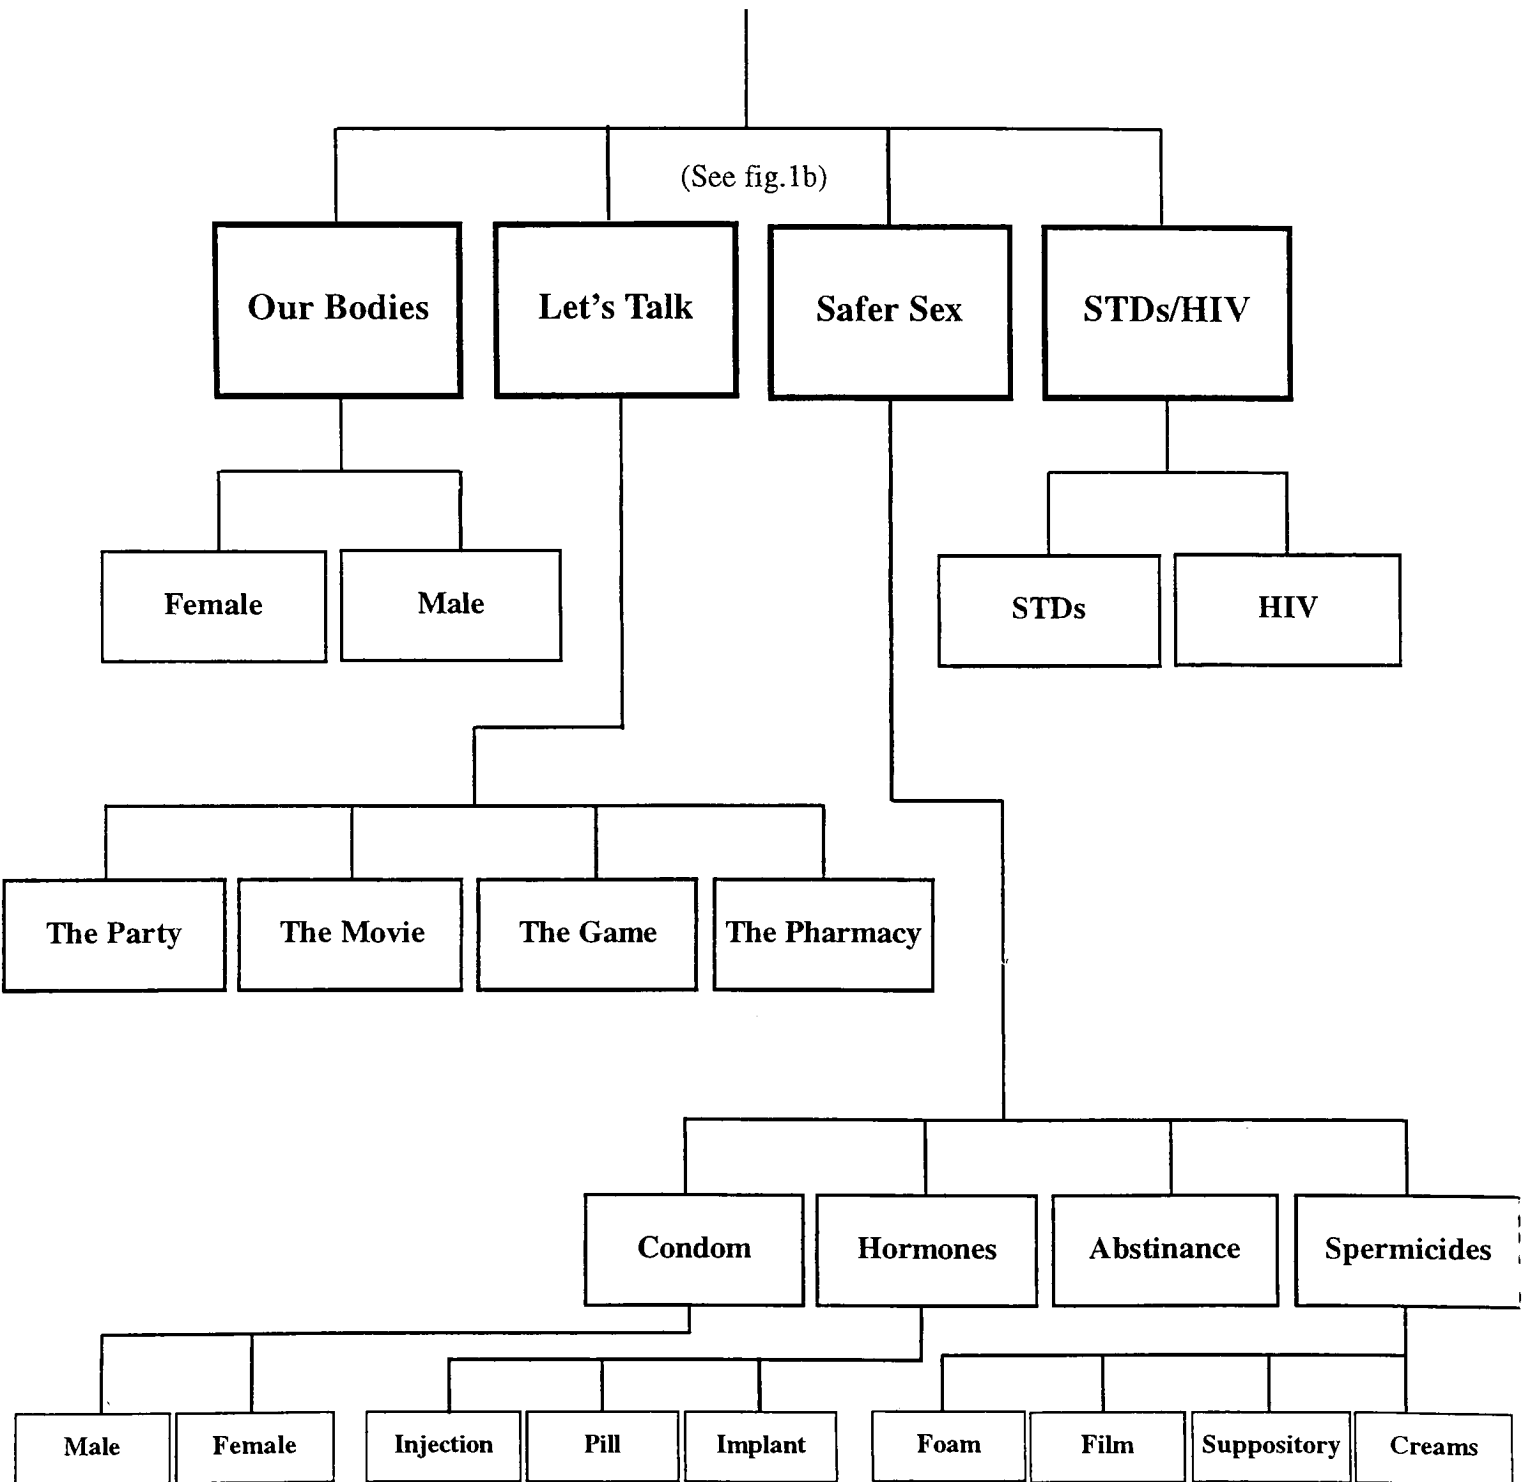 (See fig.1b)
Our Bodies
Let's Talk
Safer Sex
STDs/HIV
Female
Male
STDs
HIV
The Party
The Movie
The Game
The Pharmacy
Condom
Hormones
Abstinance
Spermicides
Male
Female
Injection
Pill
Implant
Foam
Film
Suppository
Creams